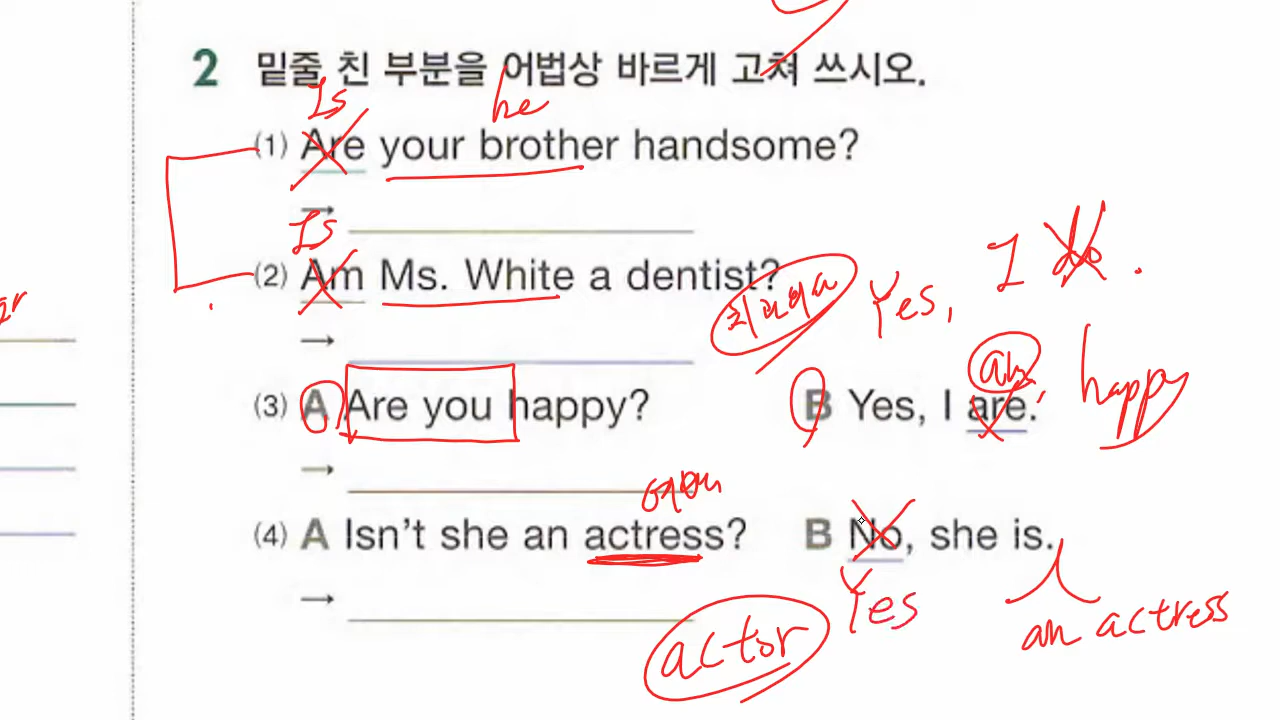 2 밑줄 친 부분을 어법상 바르게 고쳐 쓰시오.
Is he
(1) Are your brother handsome?
→
Is
(2) Am Ms. White a dentist?
Yes, I do.
→
am happy
(3) A Are you happy? B Yes, I are.
→
(4) A Isn't she an actress? B No, she is.
→
actor Yes an actress